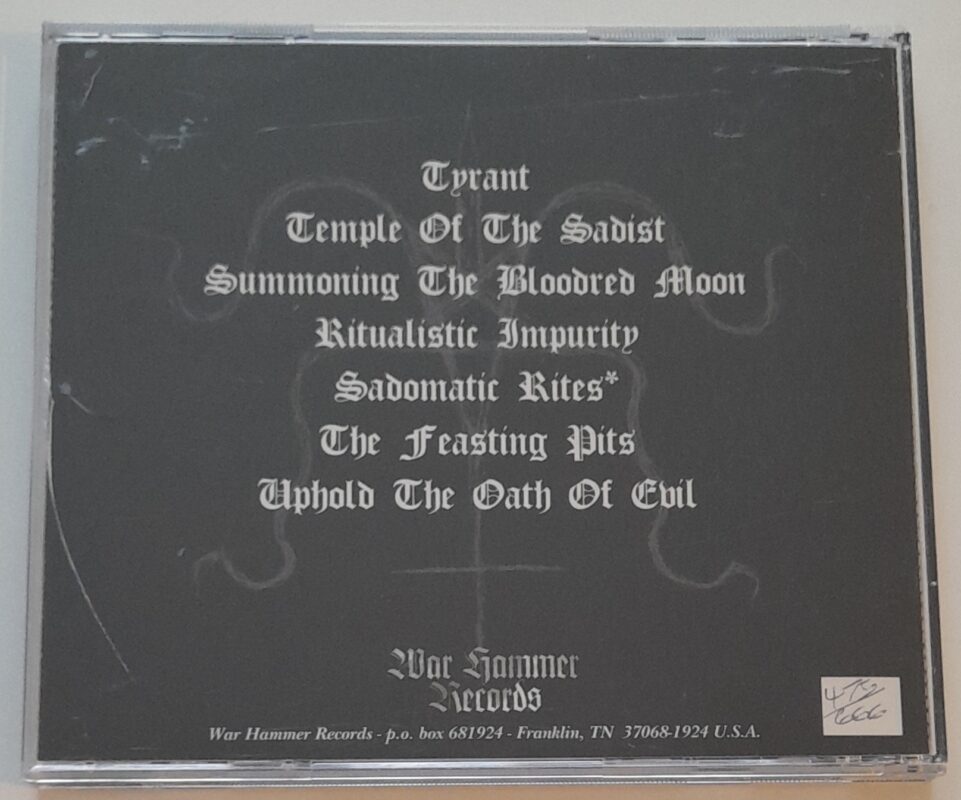 Tyrant
Temple Of The Sadist
Summoning The Bloodred Moon
Ritualistic Impurity
Sadomatic Rites*
The Feasting Pits
Uphold The Oath Of Evil
War Hammer
Records
War Hammer Records - p.o. box 681924 - Franklin, TN 37068-1924 U.S.A.
/666